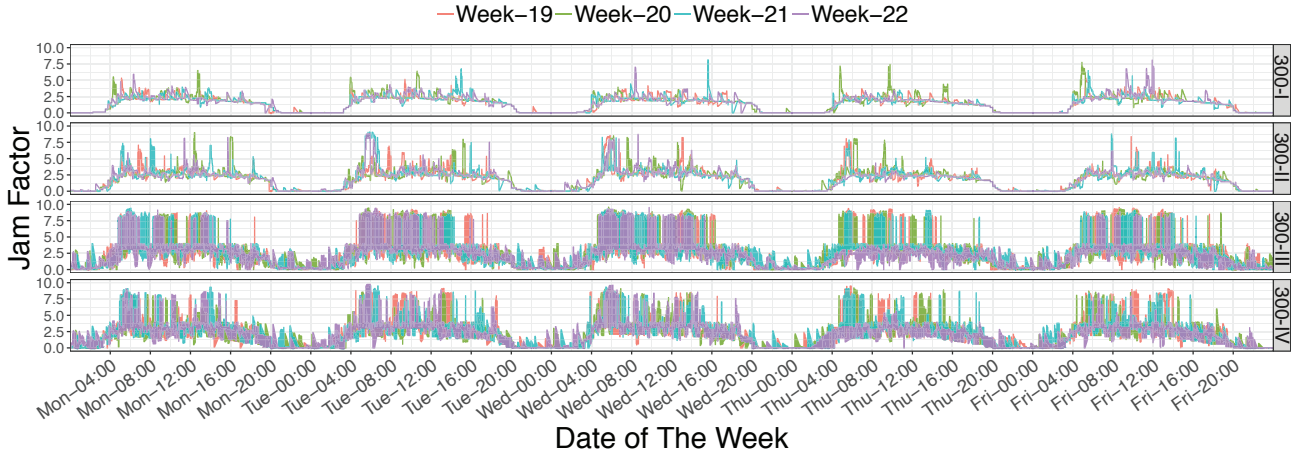 Week−19 Week−20 Week−21 Week−22
Jam Factor
10.0
7.5
5.0
2.5
0.0
300-I
10.0
7.5
5.0
2.5
0.0
300-II
10.0
7.5
5.0
2.5
0.0
300-III
10.0
7.5
5.0
2.5
0.0
300-IV
Mon−04:00 Mon−08:00 Mon−12:00 Mon−16:00 Mon−20:00 Tue−00:00 Tue−04:00 Tue−08:00 Tue−12:00 Tue−16:00 Tue−20:00 Wed−00:00 Wed−04:00 Wed−08:00 Wed−12:00 Wed−16:00 Wed−20:00 Thu−00:00 Thu−04:00 Thu−08:00 Thu−12:00 Thu−16:00 Thu−20:00 Fri−00:00 Fri−04:00 Fri−08:00 Fri−12:00 Fri−16:00 Fri−20:00
Date of The Week